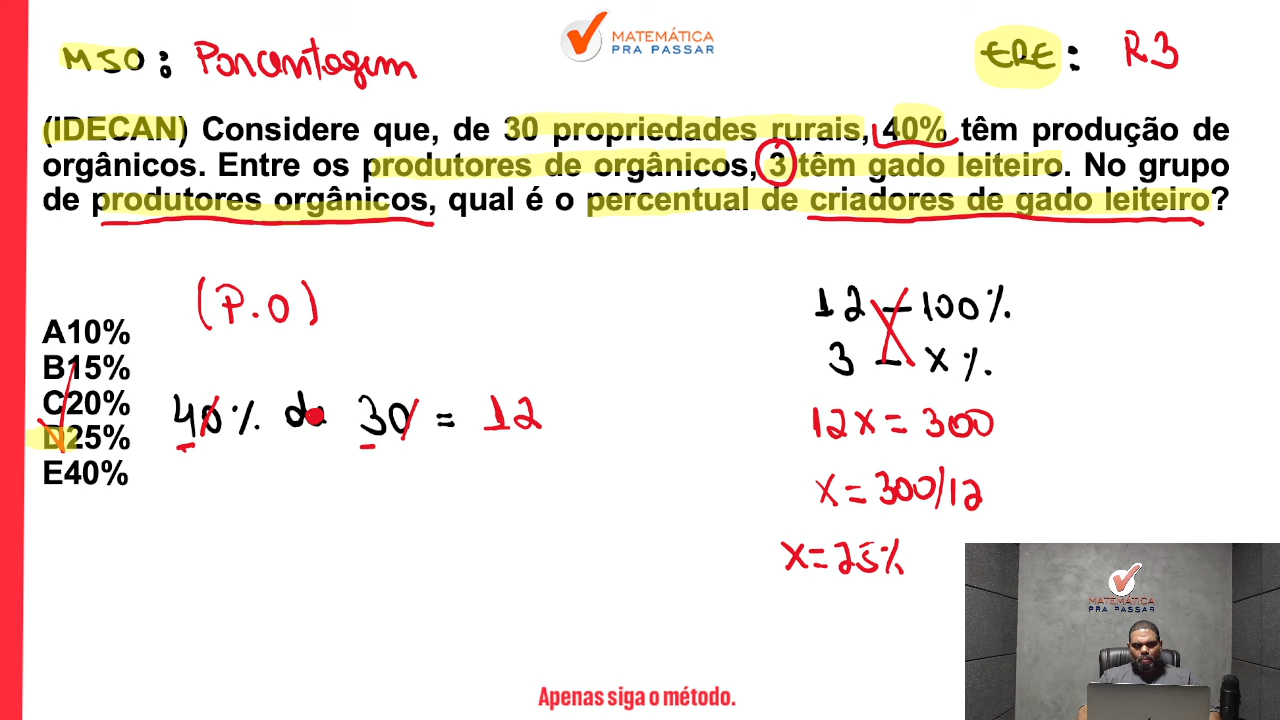 MSO: Porcentagem
MATEMÁTICA
PRA PASSAR
ERE: R3
(IDECAN) Considere que, de 30 propriedades rurais, 40% têm produção de
orgânicos. Entre os produtores de orgânicos, 3 têm gado leiteiro. No grupo
de produtores orgânicos, qual é o percentual de criadores de gado leiteiro?
(P.O)
A10%
B15%
C20%
D25%
E40%
40% de 30 = 12
12 – 100%
3 – x %.
12x = 300
x = 300/12
x = 25%
MATEMÁTICA
PRA PASSAR
Apenas siga o método.